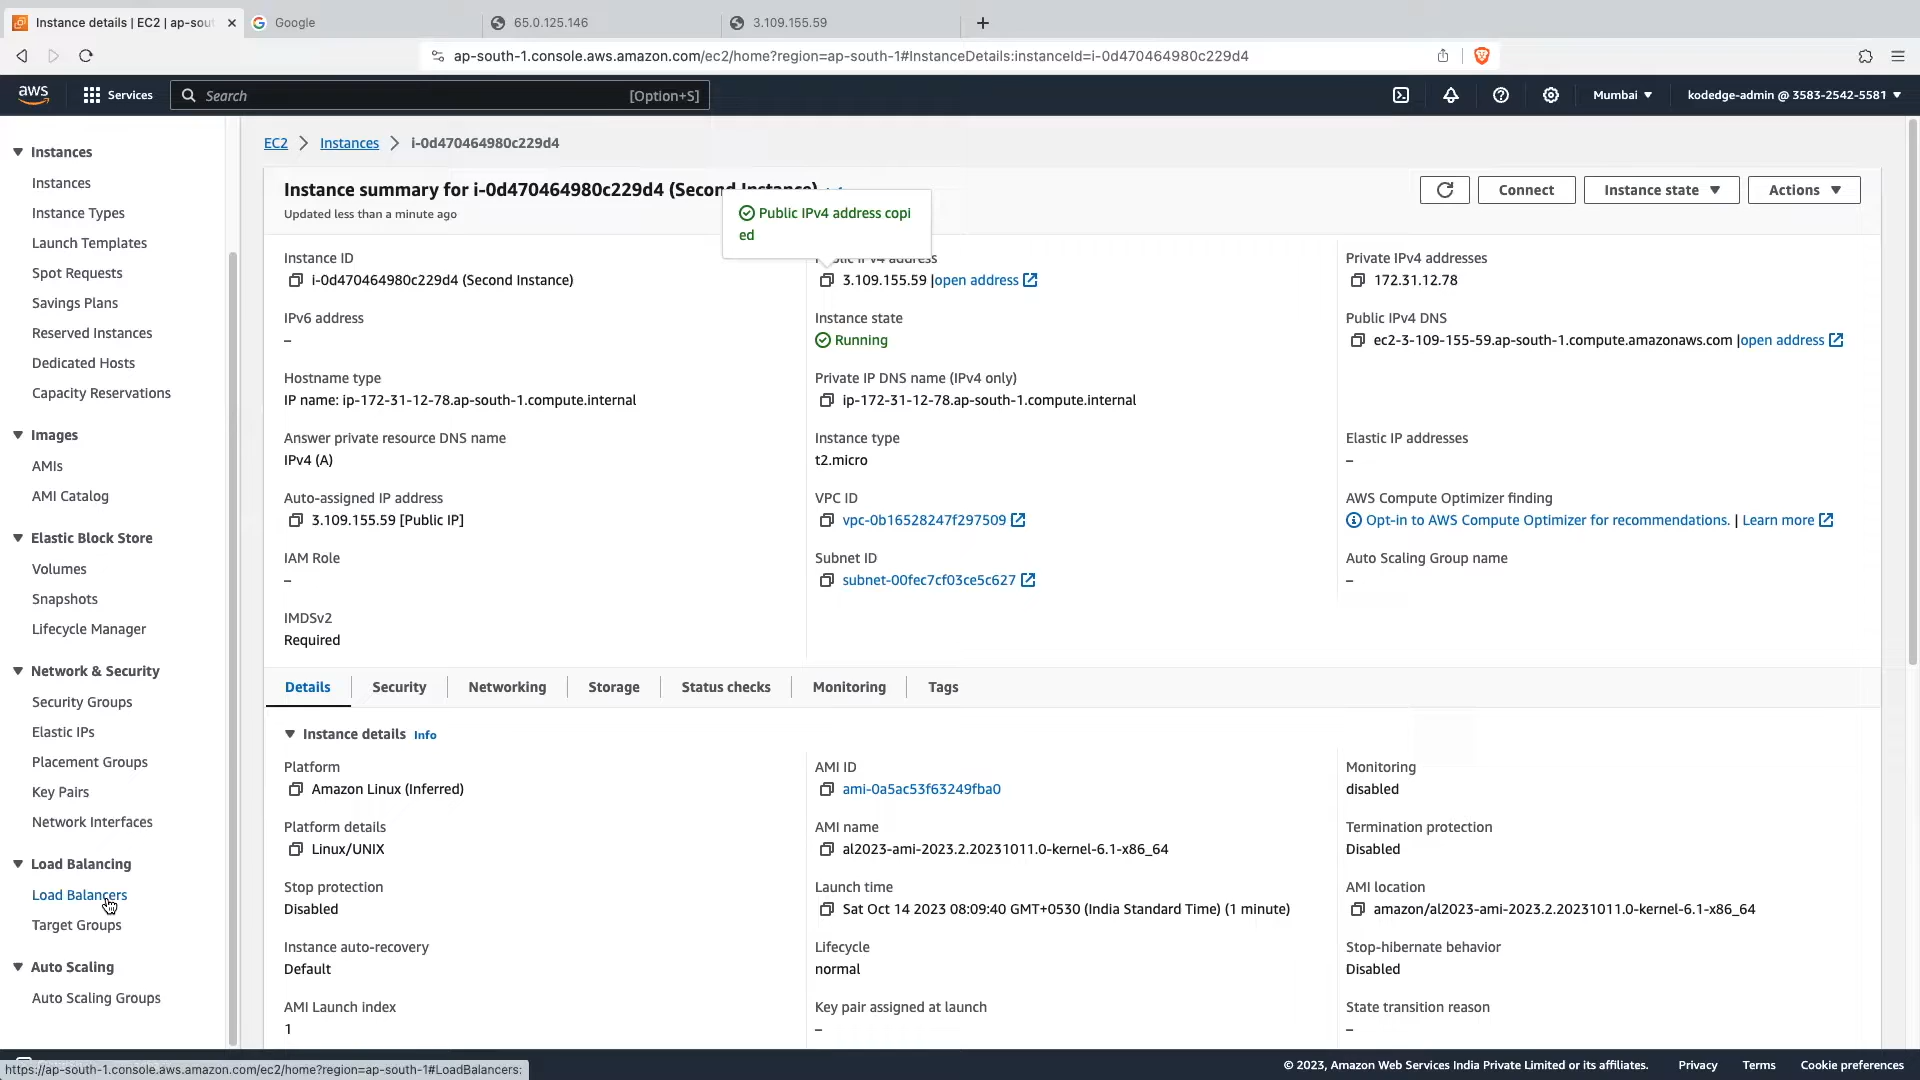 Instance details | EC2 | ap-sout
Google
65.0.125.146
3.109.155.59
ap-south-1.console.aws.amazon.com/ec2/home?region=ap-south-1#InstanceDetails:instanceId=i-0d470464980c229d4
aws
Services
Search
[Option+S]
Mumbai
kodedge-admin @ 3583-2542-5581
Instances
Instances
Instance Types
Launch Templates
Spot Requests
Savings Plans
Reserved Instances
Dedicated Hosts
Capacity Reservations
Images
AMIs
AMI Catalog
Elastic Block Store
Volumes
Snapshots
Lifecycle Manager
Network & Security
Security Groups
Elastic IPs
Placement Groups
Key Pairs
Network Interfaces
Load Balancing
Load Balancers
Target Groups
Auto Scaling
Auto Scaling Groups
EC2 > Instances > i-0d470464980c229d4
Instance summary for i-0d470464980c229d4 (Second Instance)
Updated less than a minute ago
Public IPv4 address copi
ed
Connect
Instance state
Actions
Instance ID
i-0d470464980c229d4 (Second Instance)
Public IPv4 address
3.109.155.59 |open address
Private IPv4 addresses
172.31.12.78
IPv6 address
–
Instance state
Running
Public IPv4 DNS
ec2-3-109-155-59.ap-south-1.compute.amazonaws.com |open address
Hostname type
IP name: ip-172-31-12-78.ap-south-1.compute.internal
Private IP DNS name (IPv4 only)
ip-172-31-12-78.ap-south-1.compute.internal
Answer private resource DNS name
IPv4 (A)
Instance type
t2.micro
Elastic IP addresses
–
Auto-assigned IP address
3.109.155.59 [Public IP]
VPC ID
vpc-0b16528247f297509
AWS Compute Optimizer finding
Opt-in to AWS Compute Optimizer for recommendations. | Learn more
IAM Role
–
Subnet ID
subnet-00fec7cf03ce5c627
Auto Scaling Group name
–
IMDSv2
Required
Details
Security
Networking
Storage
Status checks
Monitoring
Tags
Instance details Info
Platform
Amazon Linux (Inferred)
AMI ID
ami-0a5ac53f63249fba0
Monitoring
disabled
Platform details
Linux/UNIX
AMI name
al2023-ami-2023.2.20231011.0-kernel-6.1-x86_64
Termination protection
Disabled
Stop protection
Disabled
Launch time
Sat Oct 14 2023 08:09:40 GMT+0530 (India Standard Time) (1 minute)
AMI location
amazon/al2023-ami-2023.2.20231011.0-kernel-6.1-x86_64
Instance auto-recovery
Default
Lifecycle
normal
Stop-hibernate behavior
Disabled
AMI Launch index
1
Key pair assigned at launch
–
State transition reason
–
https://ap-south-1.console.aws.amazon.com/ec2/home?region=ap-south-1#LoadBalancers:
© 2023, Amazon Web Services India Private Limited or its affiliates.
Privacy
Terms
Cookie preferences